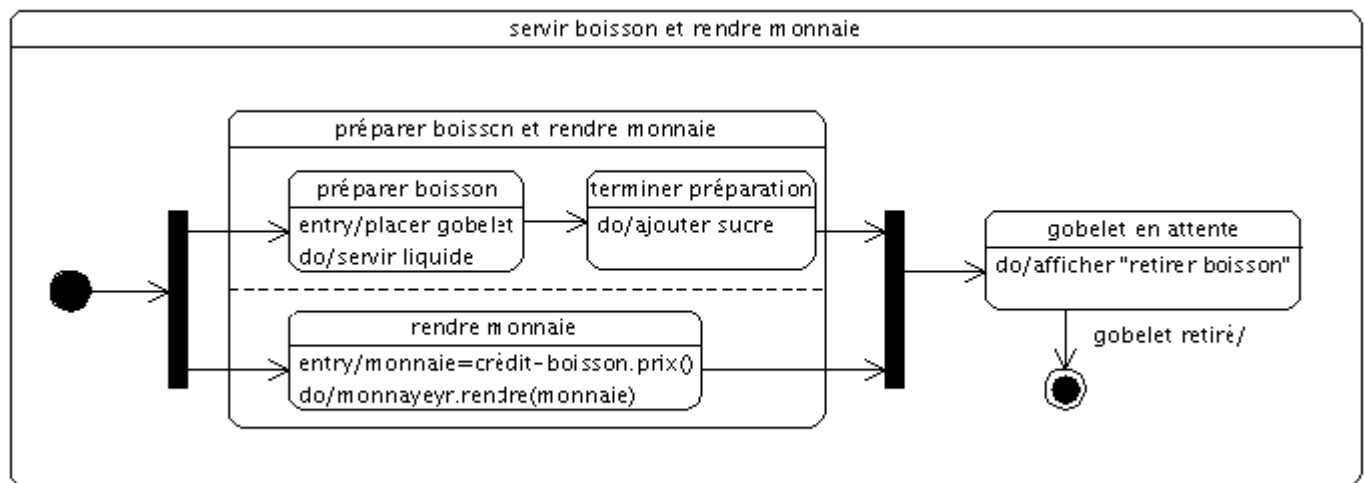 servir boisson et rendre monnaie
préparer boisson et rendre monnaie
préparer boisson
entry/placer gobelet
do/servir liquide
terminer préparation
do/ajouter sucre
rendre monnaie
entry/monnaie=crédit-boisson.prix()
do/monnayeyr.rendre(monnaie)
gobelet en attente
do/afficher "retirer boisson"
gobelet retiré/